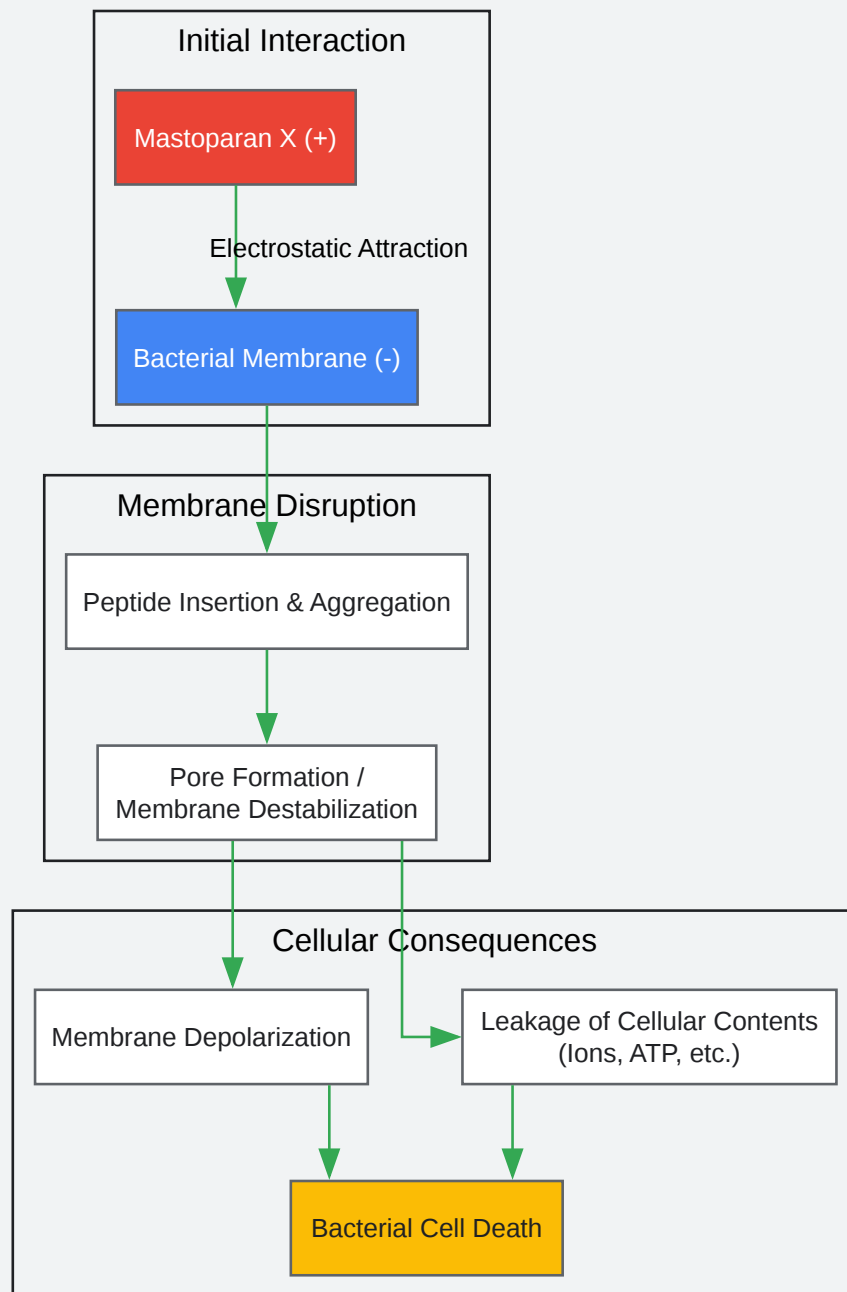 Initial Interaction
Mastoparan X (+)
Electrostatic Attraction
Bacterial Membrane (-)
Membrane Disruption
Peptide Insertion & Aggregation
Pore Formation /
Membrane Destabilization
Cellular Consequences
Membrane Depolarization
Leakage of Cellular Contents
(Ions, ATP, etc.)
Bacterial Cell Death